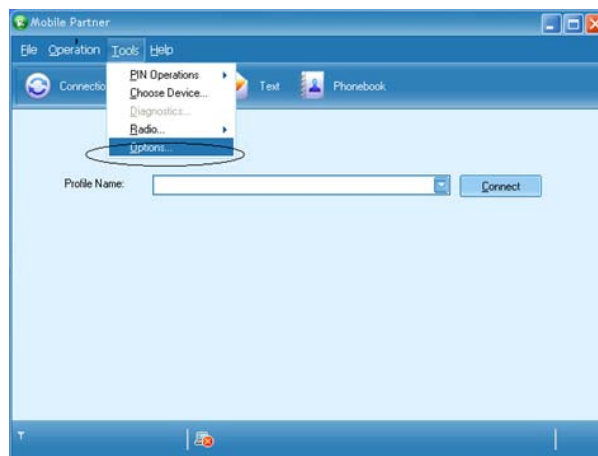 Mobile Partner
File Operation Tools Help
Connectio Text Phonebook
PIN Operations
Choose Device...
Diagnostics...
Radio...
Options...
Profile Name: Connect